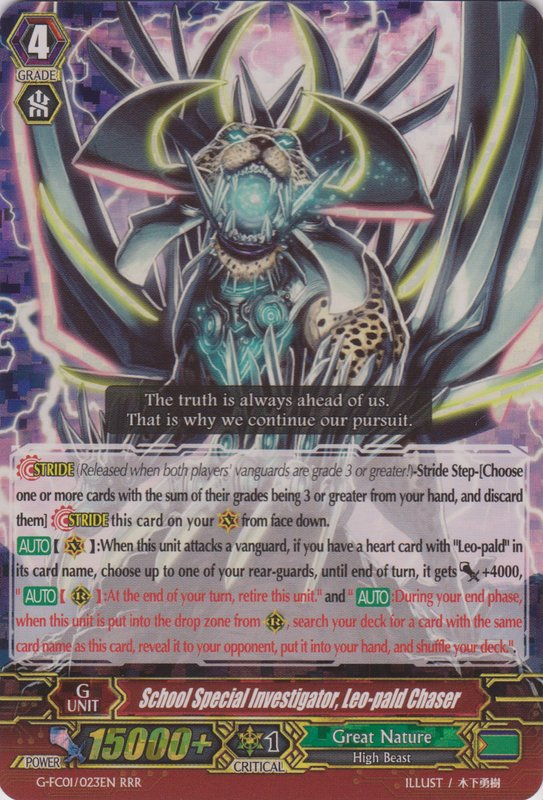 4
GRADE
The truth is always ahead of us.
That is why we continue our pursuit.
STRIDE (Released when both players' vanguards are grade 3 or greater!)-Stride Step-[Choose
one or more cards with the sum of their grades being 3 or greater from your hand, and discard
them] STRIDE this card on your V from face down.
AUTO【 V 】:When this unit attacks a vanguard, if you have a heart card with "Leo-pald" in
its card name, choose up to one of your rear-guards, until end of turn, it gets +4000,
" AUTO【 R 】:At the end of your turn, retire this unit." and " AUTO :During your end phase,
when this unit is put into the drop zone from R , search your deck for a card with the same
card name as this card, reveal it to your opponent, put it into your hand, and shuffle your deck.".
G
UNIT
School Special Investigator, Leo-pald Chaser
POWER 15000+
1
CRITICAL
Great Nature
High Beast
G-FC01/023EN RRR
ILLUST / 木下勇樹